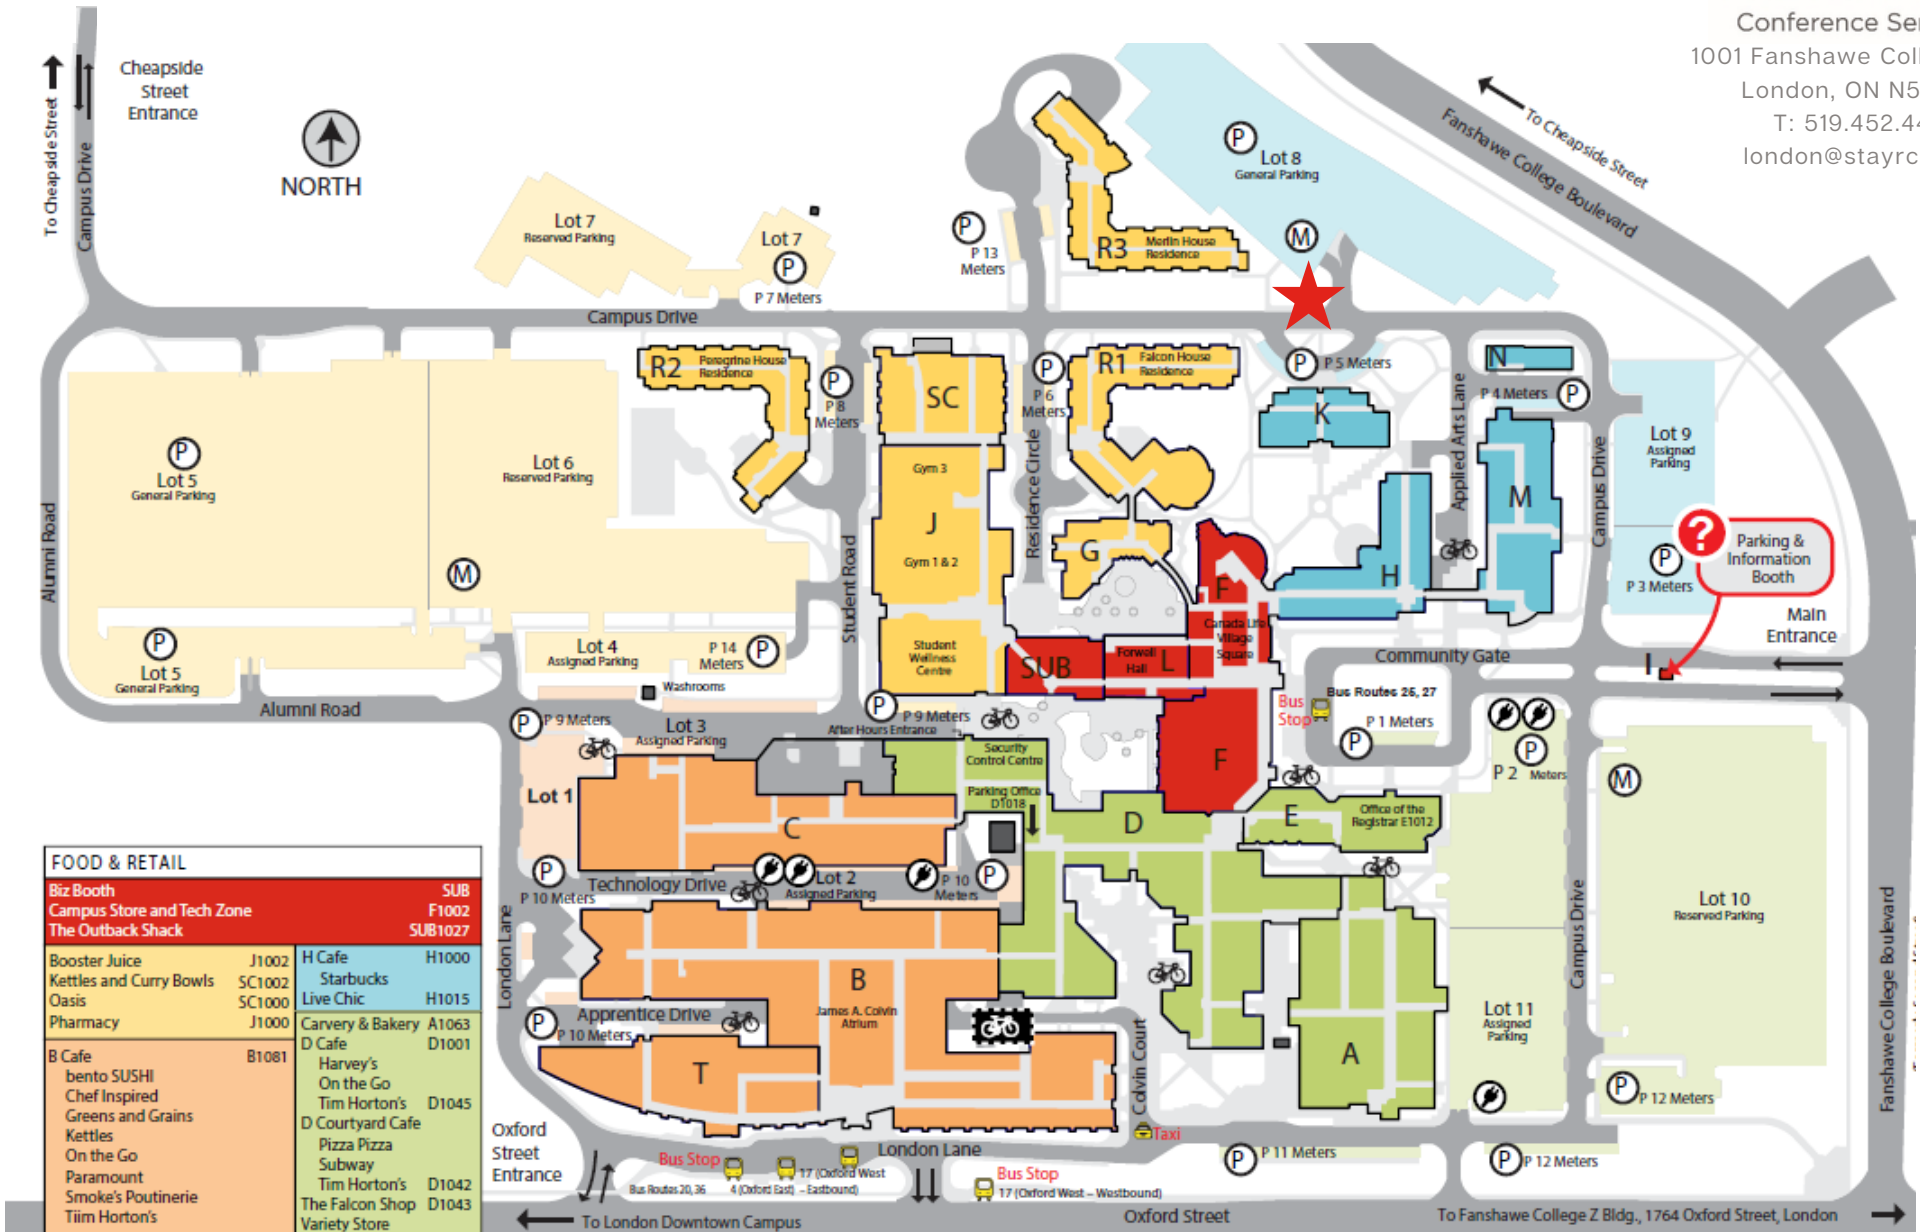 Conference Ser
1001 Fanshawe Coll
London, ON N5
T: 519.452.44
london@stayrc
To Cheapside Street
Campus Drive
Cheapside
Street
Entrance
NORTH
Lot 7
Reserved Parking
Lot 7
P
P 7 Meters
P
P 13
Meters
R3
Merlin House
Residence
P
Lot 8
General Parking
M
To Cheapside Street
Fanshawe College Boulevard
Campus Drive
R2
Peregrine House
Residence
P
P 8
Meters
SC
P
P 6
Meters
R1
Falcon House
Residence
P
P 5 Meters
K
N
P 4 Meters
P
Applied Arts Lane
M
Campus Drive
Lot 9
Assigned
Parking
P
P 3 Meters
?
Parking &
Information
Booth
Main
Entrance
I
P
Lot 5
General Parking
Lot 6
Reserved Parking
M
Alumni Road
P
Lot 5
General Parking
Lot 4
Assigned Parking
P 14
Meters
P
Washrooms
Alumni Road
Student Road
Gym 3
J
Gym 1 & 2
Student
Wellness
Centre
Residence Circle
G
F
H
Canada Life
Village
Square
SUB
Forwell
Hall
L
Community Gate
Bus Routes 25, 27
Bus
Stop
P 1 Meters
P
P
P 2 Meters
M
P
P 9 Meters
Lot 3
Assigned Parking
P
P 9 Meters
After Hours Entrance
Security
Control Centre
Parking Office
D1018
F
Lot 1
C
D
E
Office of the
Registrar E1012
P
P 10 Meters
Technology Drive
Lot 2
Assigned Parking
P 10
Meters
P
London Lane
B
James A. Colvin
Atrium
Apprentice Drive
P
P 10 Meters
T
Colvin Court
A
Lot 11
Assigned
Parking
Campus Drive
Lot 10
Reserved Parking
Fanshawe College Boulevard
P
P 12 Meters
FOOD & RETAIL
Biz Booth SUB
Campus Store and Tech Zone F1002
The Outback Shack SUB1027
Booster Juice J1002
Kettles and Curry Bowls SC1002
Oasis SC1000
Pharmacy J1000
B Cafe B1081
bento SUSHI
Chef Inspired
Greens and Grains
Kettles
On the Go
Paramount
Smoke's Poutinerie
Tiim Horton's
H Cafe H1000
Starbucks
Live Chic H1015
Carvery & Bakery A1063
D Cafe D1001
Harvey's
On the Go
Tim Horton's D1045
D Courtyard Cafe
Pizza Pizza
Subway
Tim Horton's D1042
The Falcon Shop D1043
Variety Store
Oxford
Street
Entrance
London Lane
Bus Stop
Bus Routes 20, 36
4 (Oxford East)
17 (Oxford West
– Eastbound)
Taxi
Bus Stop
17 (Oxford West – Westbound)
P
P 11 Meters
P
P 12 Meters
To London Downtown Campus
Oxford Street
To Fanshawe College Z Bldg., 1764 Oxford Street, London